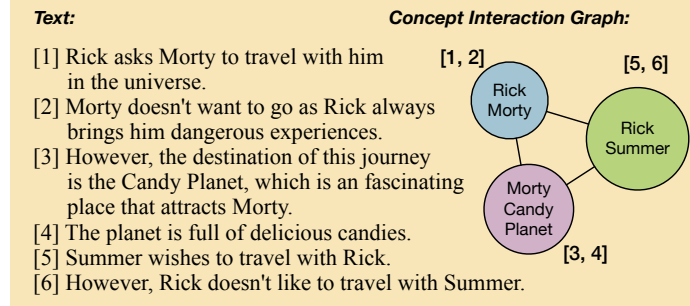 Text:
Concept Interaction Graph:
[1] Rick asks Morty to travel with him
in the universe.
[2] Morty doesn't want to go as Rick always
brings him dangerous experiences.
[3] However, the destination of this journey
is the Candy Planet, which is an fascinating
place that attracts Morty.
[4] The planet is full of delicious candies.
[5] Summer wishes to travel with Rick.
[6] However, Rick doesn't like to travel with Summer.
[1, 2]
Rick
Morty
[5, 6]
Rick
Summer
Morty
Candy
Planet
[3, 4]